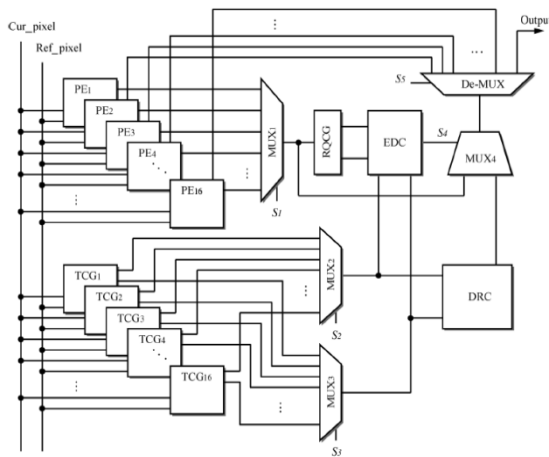 Cur_pixel
Ref_pixel
Outpu
S5
De-MUX
PE1
PE2
PE3
PE4
PE16
MUX1
S1
RQCG
EDC
S4
MUX4
TCG1
TCG2
TCG3
TCG4
TCG16
MUX2
S2
DRC
MUX3
S3